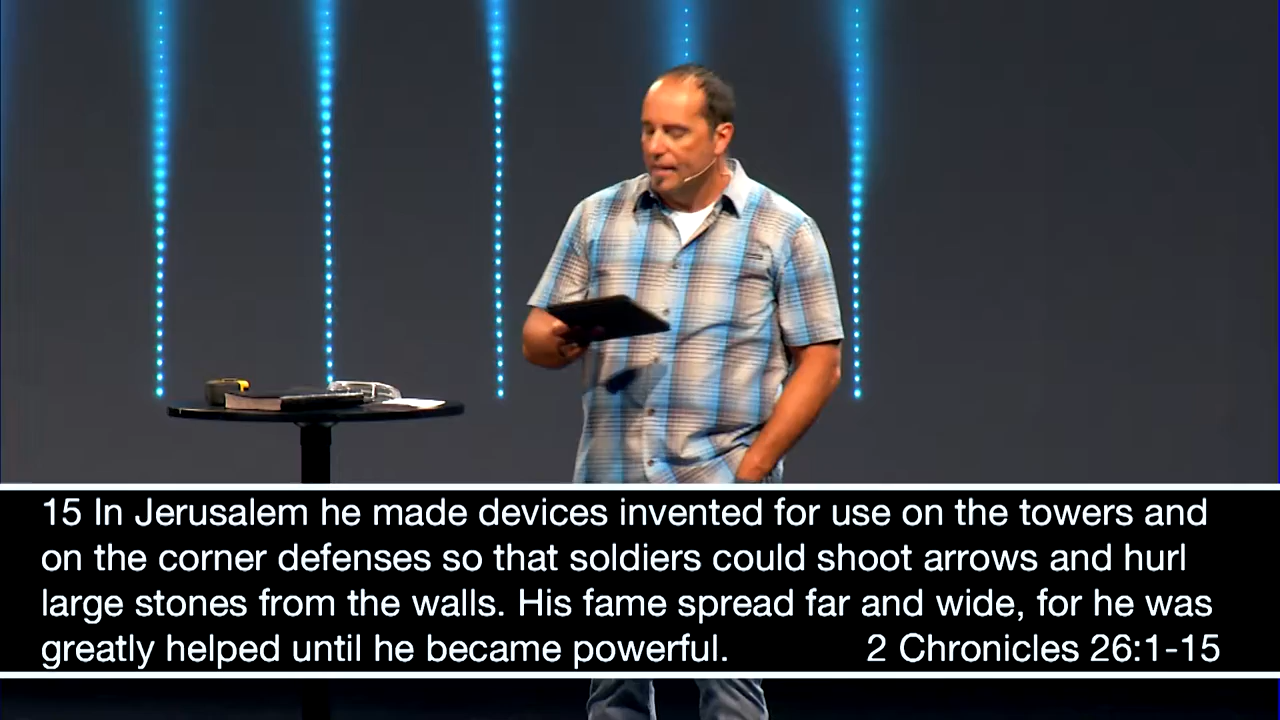 15 In Jerusalem he made devices invented for use on the towers and
on the corner defenses so that soldiers could shoot arrows and hurl
large stones from the walls. His fame spread far and wide, for he was
greatly helped until he became powerful. 2 Chronicles 26:1-15